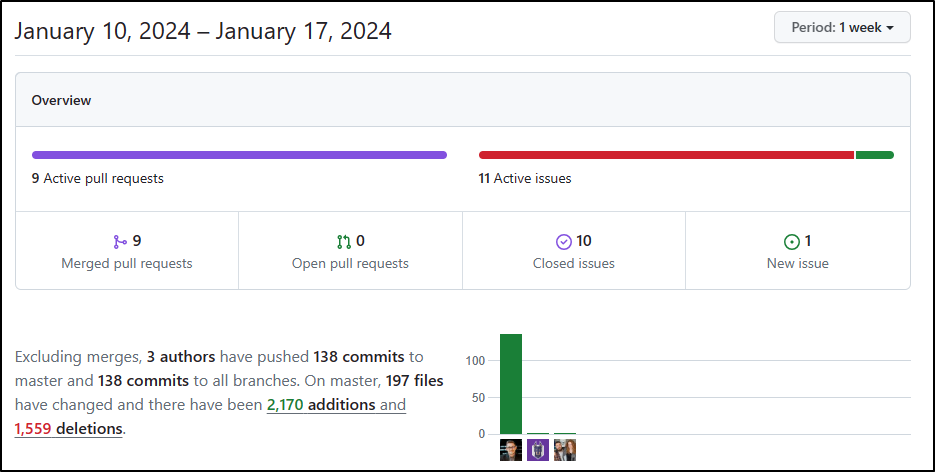 January 10, 2024 – January 17, 2024
Period: 1 week
Overview
9 Active pull requests
11 Active issues
9
Merged pull requests
0
Open pull requests
10
Closed issues
1
New issue
Excluding merges, 3 authors have pushed 138 commits to
master and 138 commits to all branches. On master, 197 files
have changed and there have been 2,170 additions and
1,559 deletions.
100
50
0